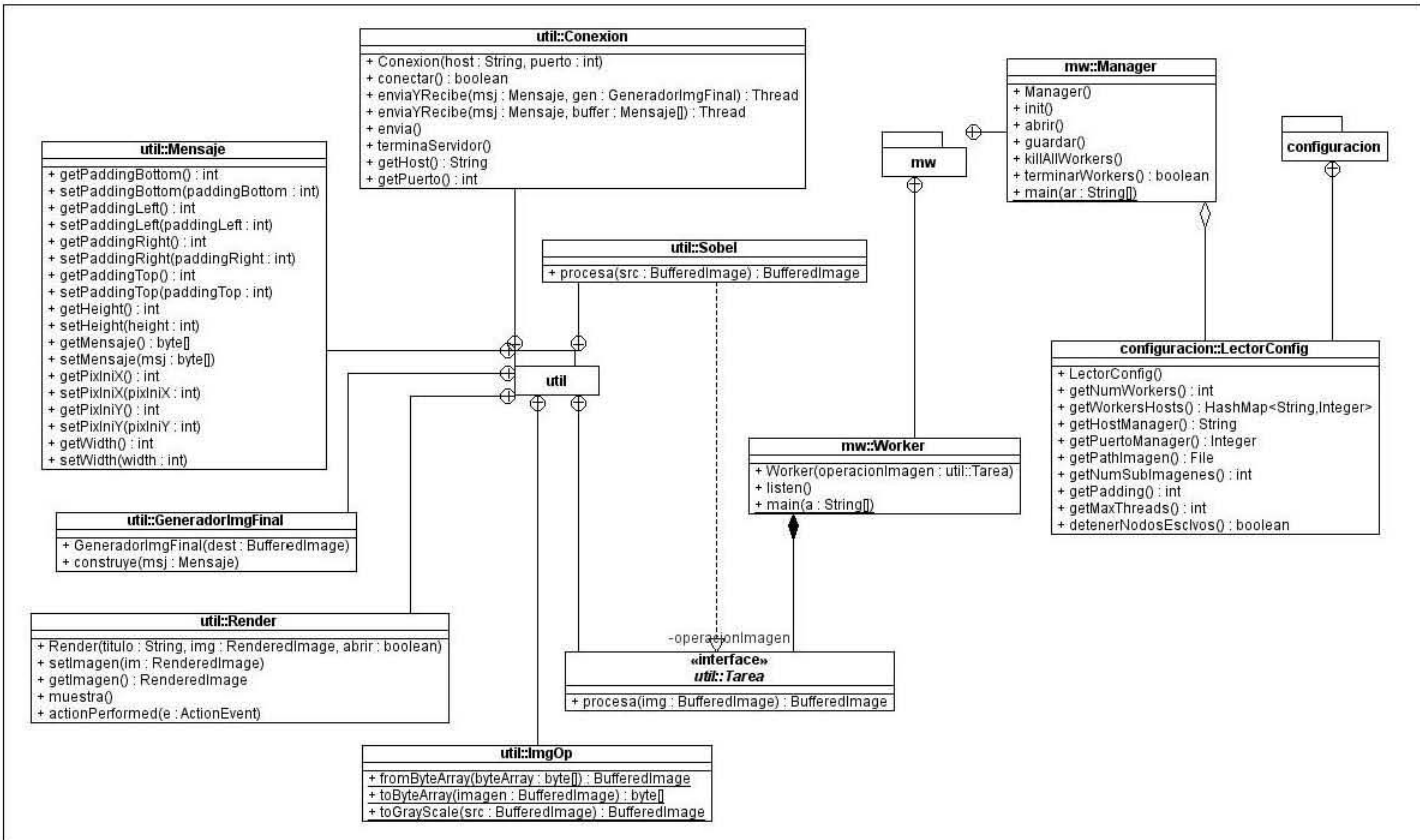 util::Conexion
+ Conexion(host : String, puerto : int)
+ conectar() : boolean
+ enviaYRecibe(msj : Mensaje, gen : GeneradorImgFinal) : Thread
+ enviaYRecibe(msj : Mensaje, buffer : Mensaje[]) : Thread
+ envia()
+ terminaServidor()
+ getHost() : String
+ getPuerto() : int
mw::Manager
+ Manager()
+ init()
+ abrir()
+ guardar()
+ killAllWorkers()
+ terminarWorkers() : boolean
+ main(ar : String[])
mw
configuracion
util::Mensaje
+ getPaddingBottom() : int
+ setPaddingBottom(paddingBottom : int)
+ getPaddingLeft() : int
+ setPaddingLeft(paddingLeft : int)
+ getPaddingRight() : int
+ setPaddingRight(paddingRight : int)
+ getPaddingTop() : int
+ setPaddingTop(paddingTop : int)
+ getHeight() : int
+ setHeight(height : int)
+ getMensaje() : byte[]
+ setMensaje(msj : byte[])
+ getPixIniX() : int
+ setPixIniX(pixIniX : int)
+ getPixIniY() : int
+ setPixIniY(pixIniY : int)
+ getWidth() : int
+ setWidth(width : int)
util::Sobel
+ procesa(src : BufferedImage) : BufferedImage
util
configuracion::LectorConfig
+ LectorConfig()
+ getNumWorkers() : int
+ getWorkersHosts() : HashMap<String,Integer>
+ getHostManager() : String
+ getPuertoManager() : Integer
+ getPathImagen() : File
+ getNumSubImagenes() : int
+ getPadding() : int
+ getMaxThreads() : int
+ detenerNodosEsclvos() : boolean
mw::Worker
+ Worker(operacionImagen : util::Tarea)
+ listen()
+ main(a : String[])
util::GeneradorImgFinal
+ GeneradorImgFinal(dest : BufferedImage)
+ construye(msj : Mensaje)
util::Render
+ Render(titulo : String, img : RenderedImage, abrir : boolean)
+ setImagen(im : RenderedImage)
+ getImagen() : RenderedImage
+ muestra()
+ actionPerformed(e : ActionEvent)
-operacionImagen
«interface»
util::Tarea
+ procesa(img : BufferedImage) : BufferedImage
util::ImgOp
+ fromByteArray(byteArray : byte[]) : BufferedImage
+ toByteArray(imagen : BufferedImage) : byte[]
+ toGrayScale(src : BufferedImage) : BufferedImage